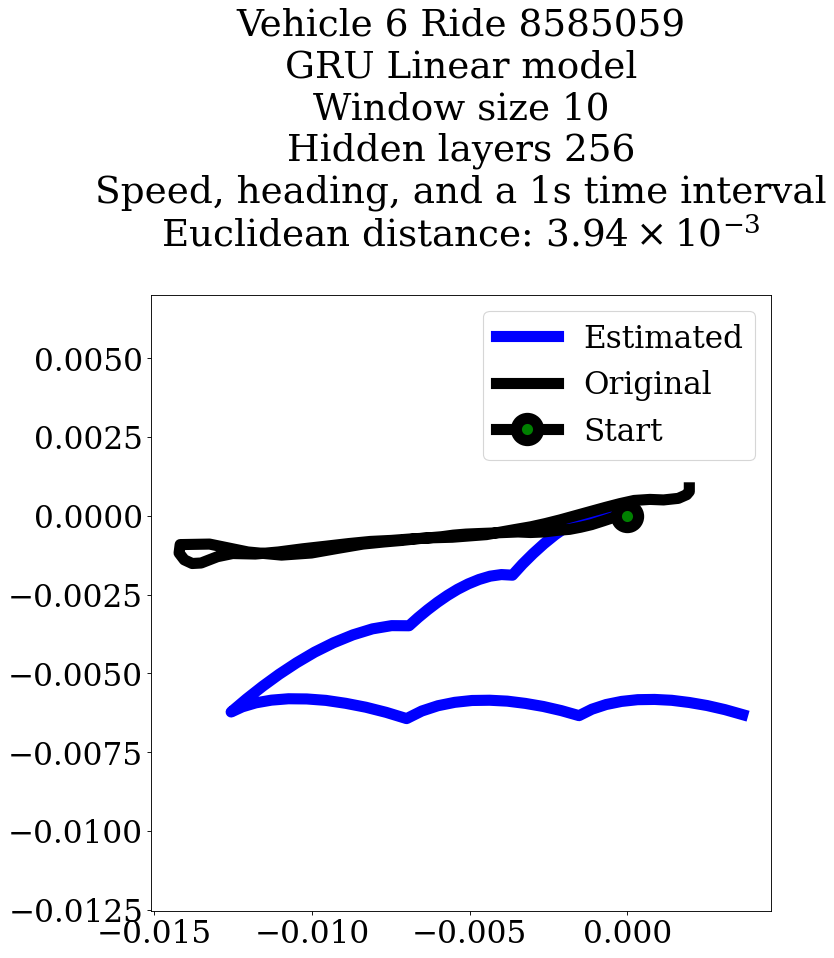 Vehicle 6 Ride 8585059
GRU Linear model
Window size 10
Hidden layers 256
Speed, heading, and a 1s time interval
Euclidean distance: 3.94 × 10⁻³
Estimated
Original
Start
0.0050
0.0025
0.0000
−0.0025
−0.0050
−0.0075
−0.0100
−0.0125
−0.015 −0.010 −0.005 0.000